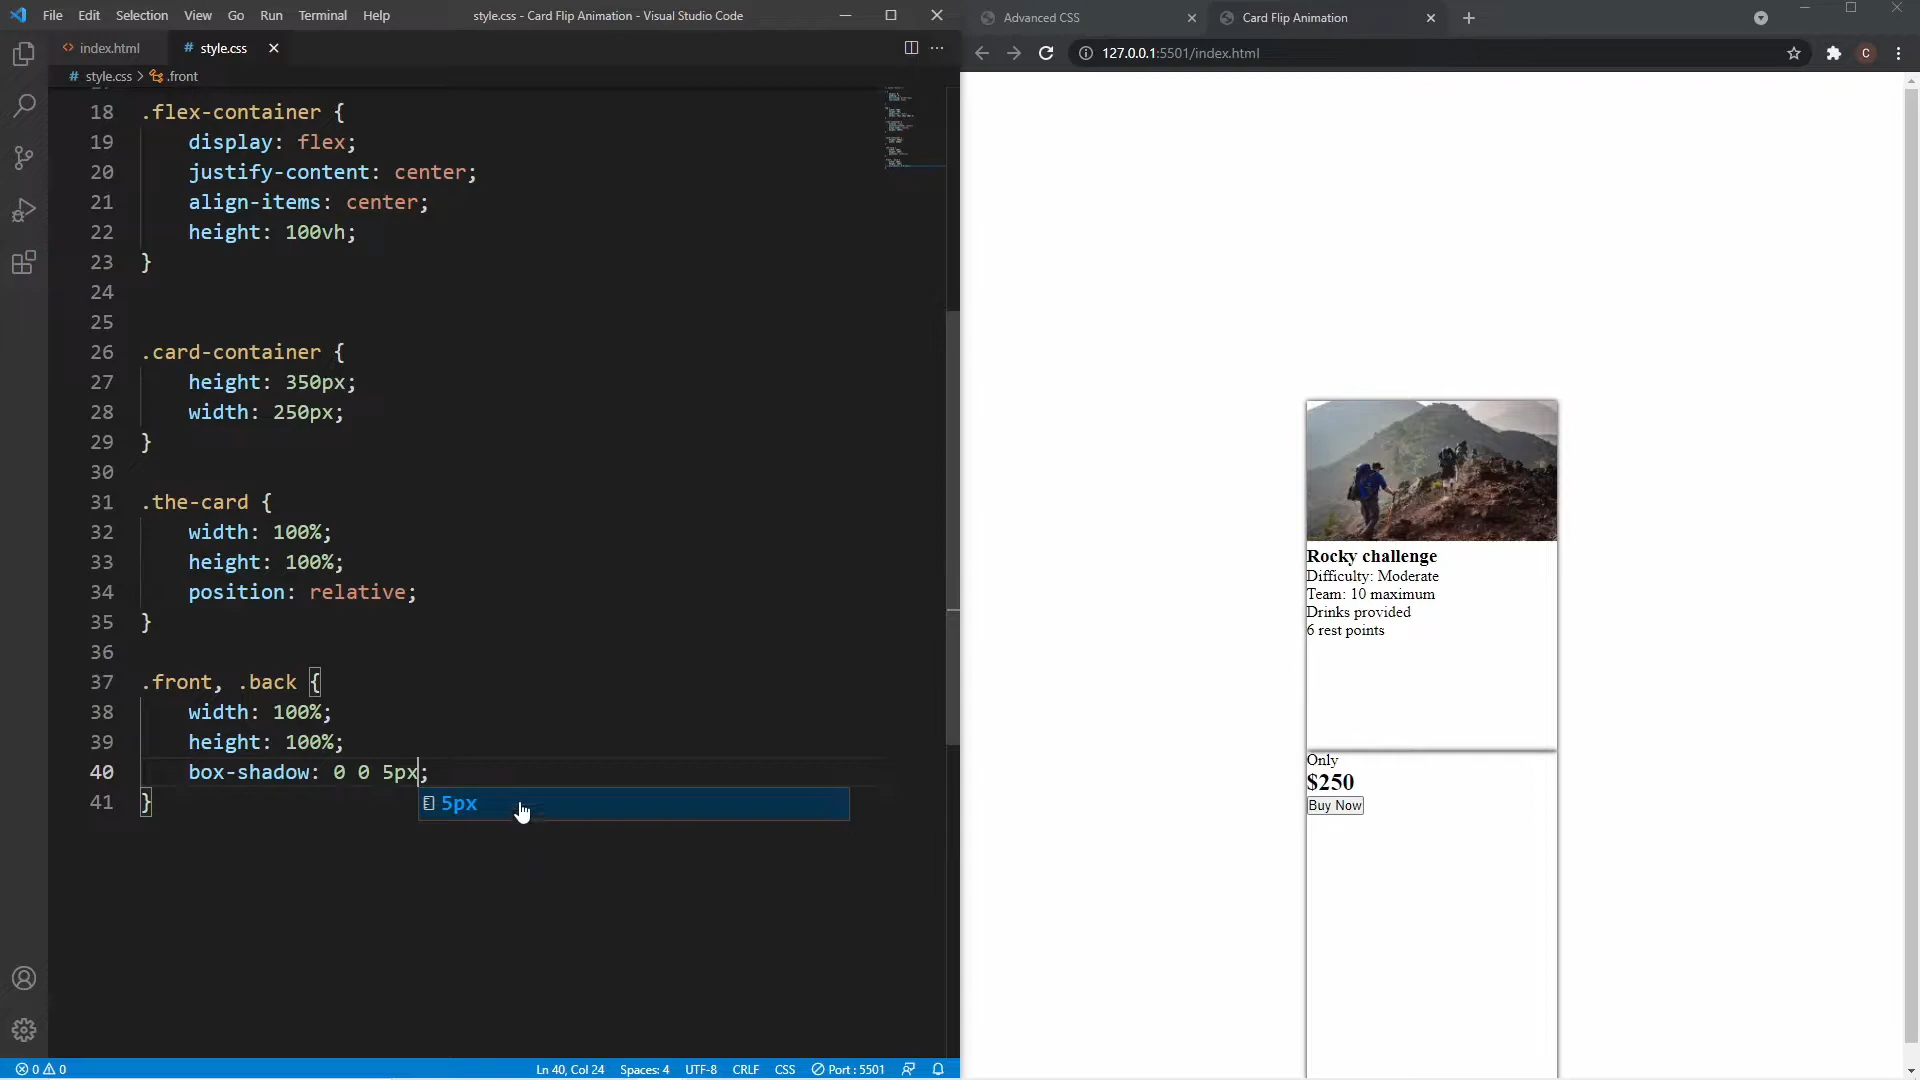 File Edit Selection View Go Run Terminal Help
style.css - Card Flip Animation - Visual Studio Code
<> index.html
# style.css
# style.css > .front
18 .flex-container {
19 display: flex;
20 justify-content: center;
21 align-items: center;
22 height: 100vh;
23 }
24
25
26 .card-container {
27 height: 350px;
28 width: 250px;
29 }
30
31 .the-card {
32 width: 100%;
33 height: 100%;
34 position: relative;
35 }
36
37 .front, .back {
38 width: 100%;
39 height: 100%;
40 box-shadow: 0 0 5px;
41 }
5px
0 0
Ln 40, Col 24 Spaces: 4 UTF-8 CRLF CSS Port : 5501
Advanced CSS
Card Flip Animation
127.0.0.1:5501/index.html
C
Rocky challenge
Difficulty: Moderate
Team: 10 maximum
Drinks provided
6 rest points
Only
$250
Buy Now